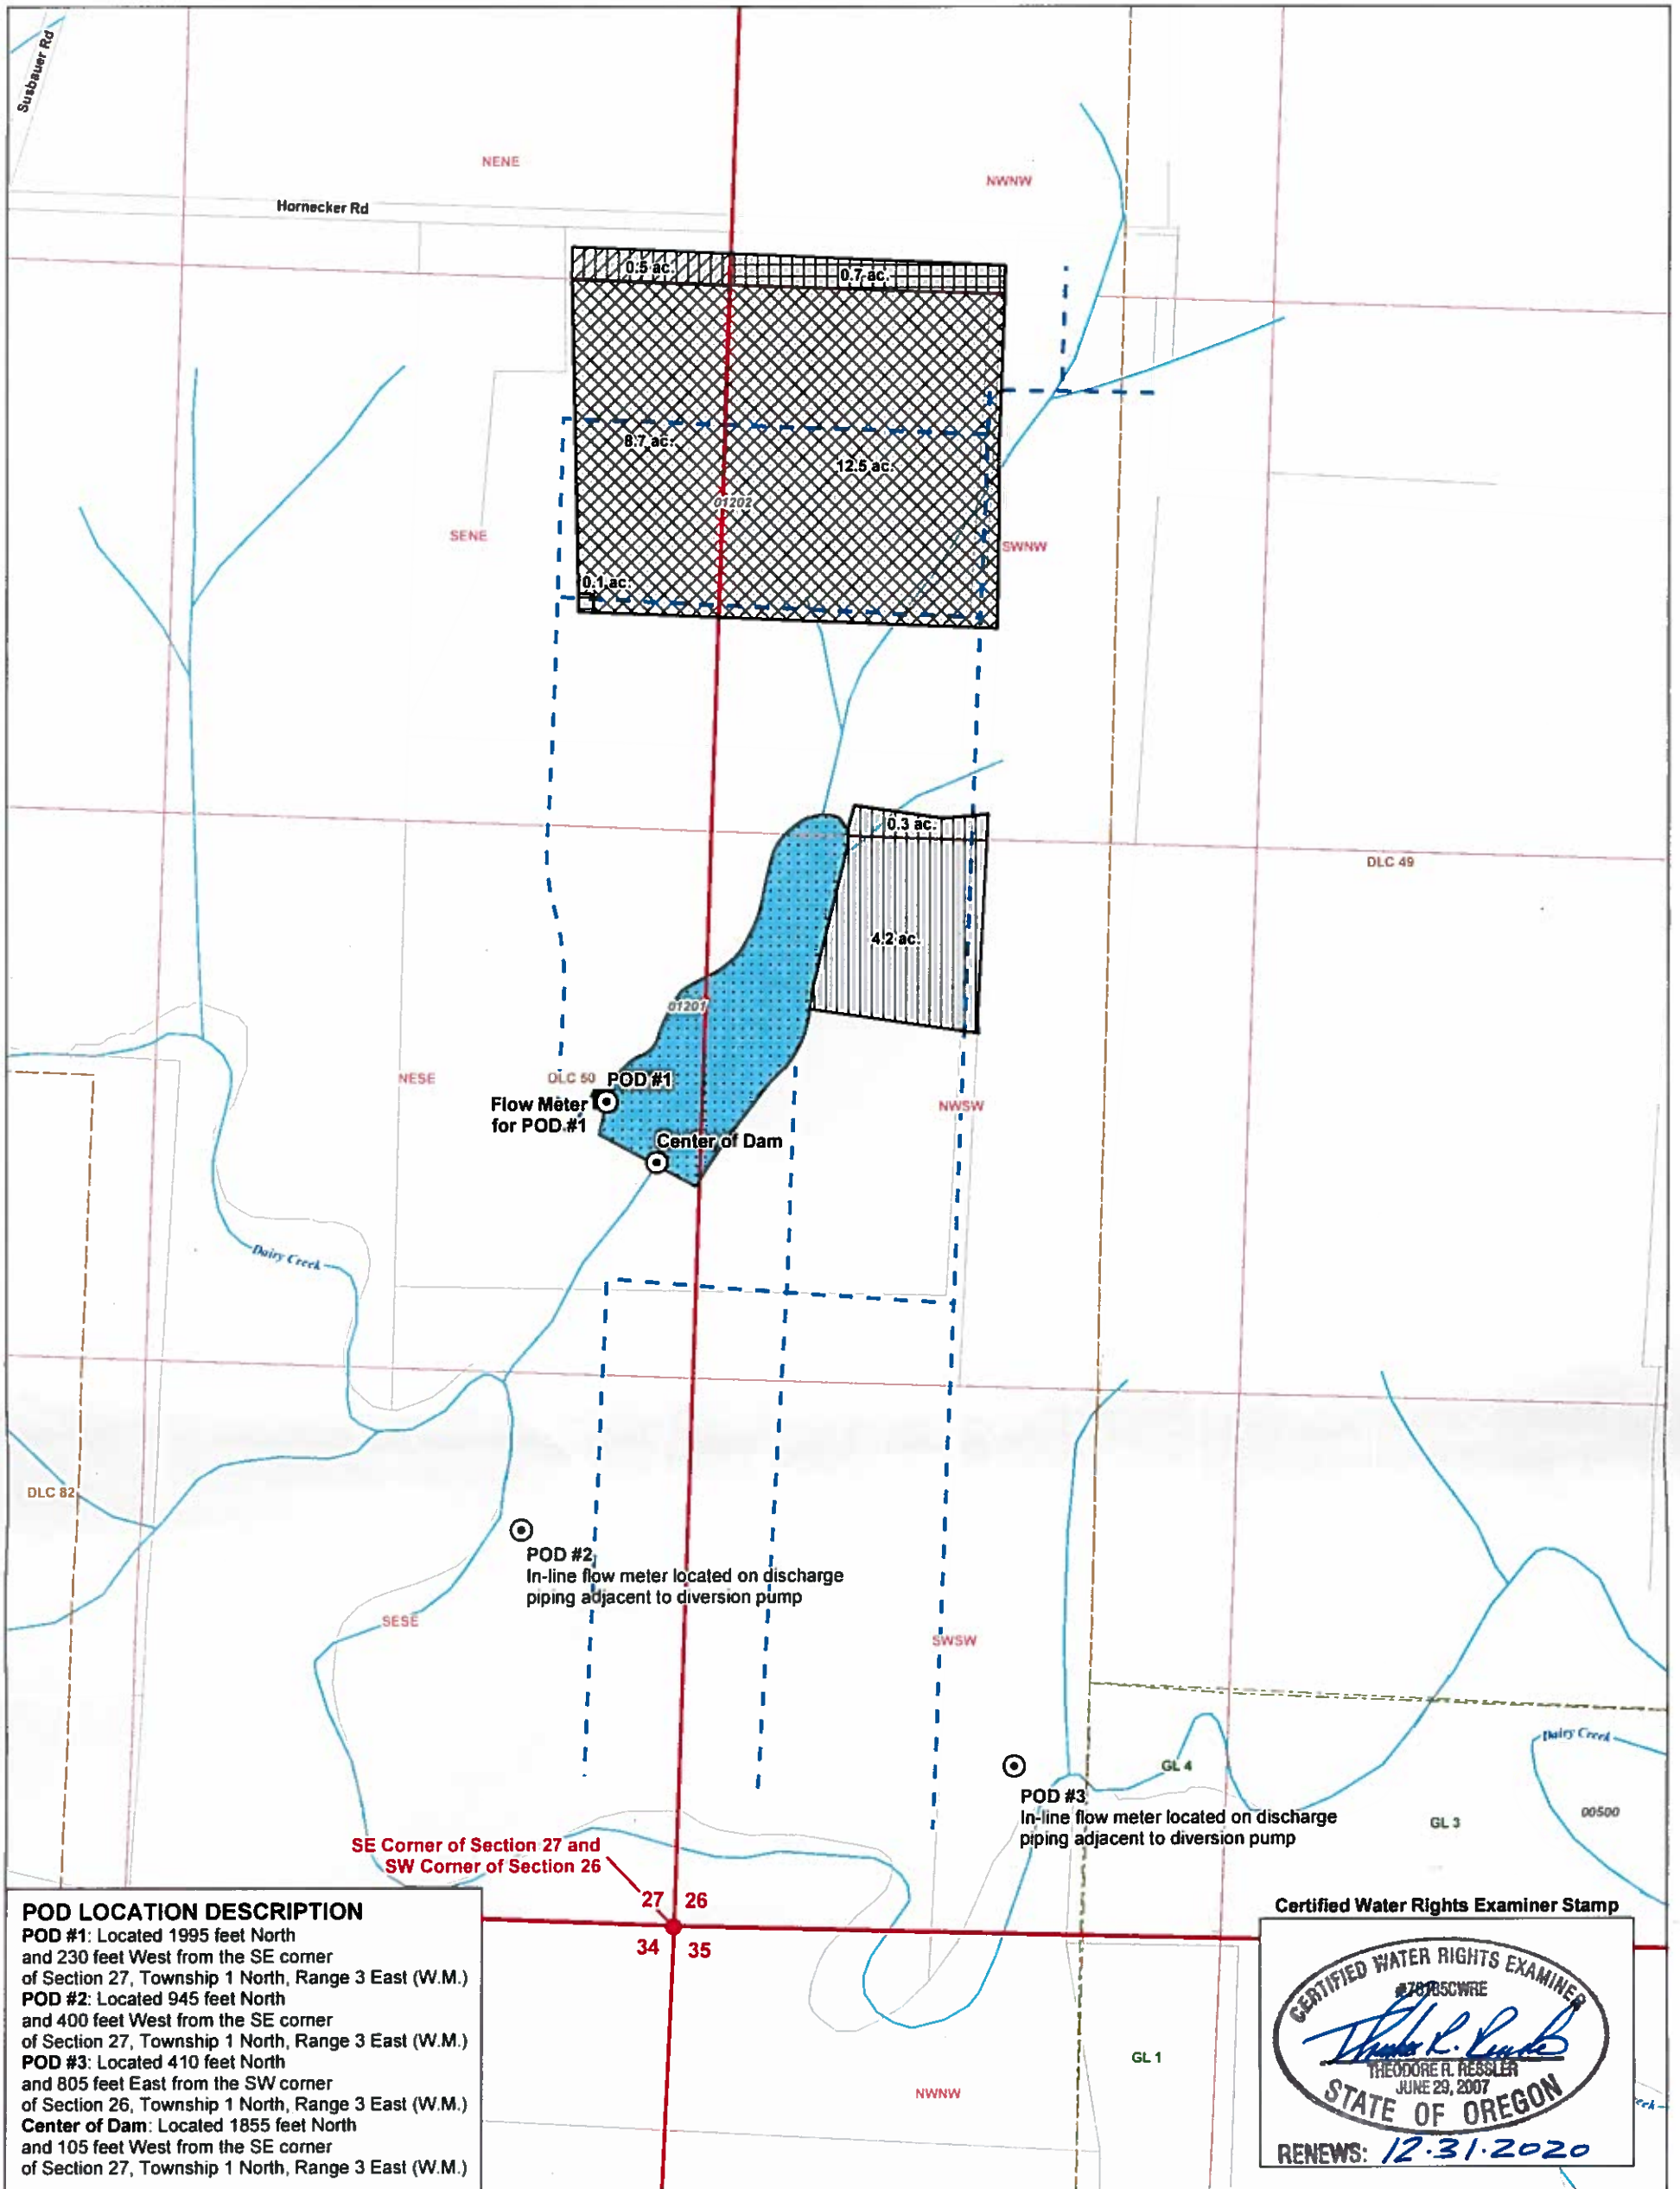 Susbauer Rd
NENE
NWNW
Hornecker Rd
0.5 ac.
0.7 ac.
8.7 ac.
12.5 ac.
01202
SENE
SWNW
0.1 ac.
0.3 ac.
DLC 49
4.2 ac.
01201
NESE
DLC 50
POD #1
Flow Meter
for POD #1
NWSW
Center of Dam
Dairy Creek
DLC 82
POD #2
In-line flow meter located on discharge
piping adjacent to diversion pump
SESE
SWSW
Dairy Creek
GL 4
POD #3
In-line flow meter located on discharge
piping adjacent to diversion pump
00500
GL 3
SE Corner of Section 27 and
SW Corner of Section 26
27 26
34 35
GL 1
NWNW
POD LOCATION DESCRIPTION
POD #1: Located 1995 feet North
and 230 feet West from the SE corner
of Section 27, Township 1 North, Range 3 East (W.M.)
POD #2: Located 945 feet North
and 400 feet West from the SE corner
of Section 27, Township 1 North, Range 3 East (W.M.)
POD #3: Located 410 feet North
and 805 feet East from the SW corner
of Section 26, Township 1 North, Range 3 East (W.M.)
Center of Dam: Located 1855 feet North
and 105 feet West from the SE corner
of Section 27, Township 1 North, Range 3 East (W.M.)
Certified Water Rights Examiner Stamp
CERTIFIED WATER RIGHTS EXAMINER
THEODORE R. RESSLER
JUNE 29, 2007
STATE OF OREGON
RENEWS: 12.31.2020